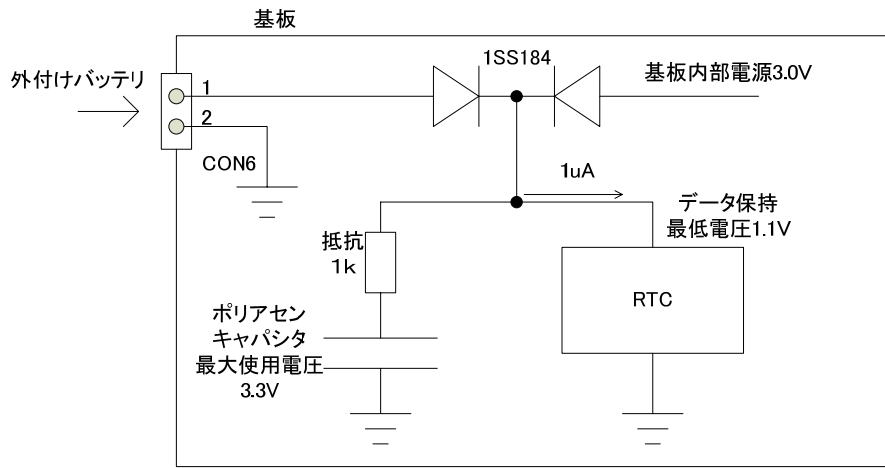 基板
1SS184
外付けバッテリ
1
基板内部電源3.0V
2
CON6
1uA
データ保持
最低電圧1.1V
抵抗
1k
RTC
ポリアセン
キャパシタ
最大使用電圧
3.3V